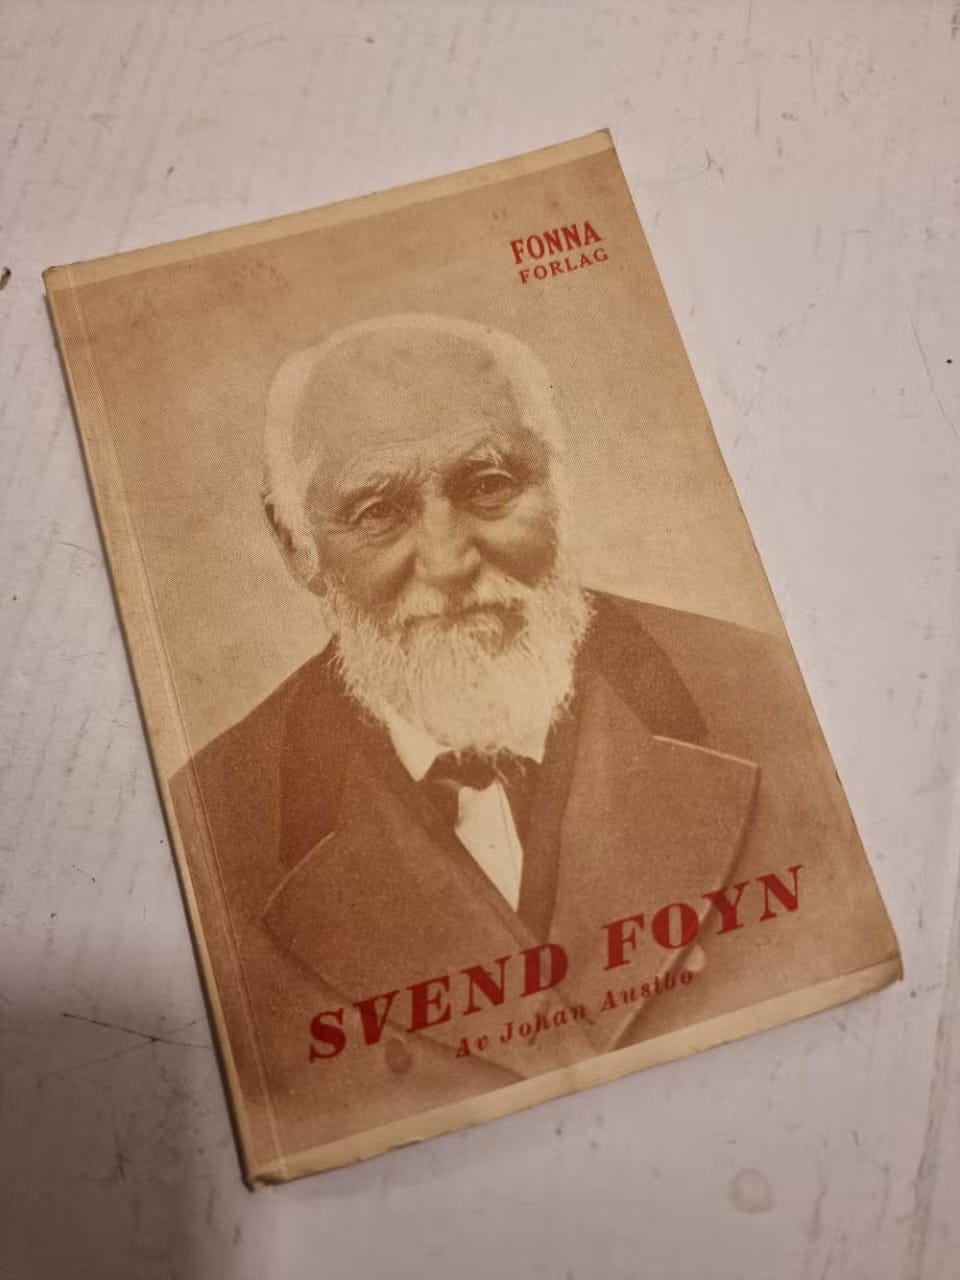 FONNA
FORLAG
SVEND FOYN
Av Johan Austbo